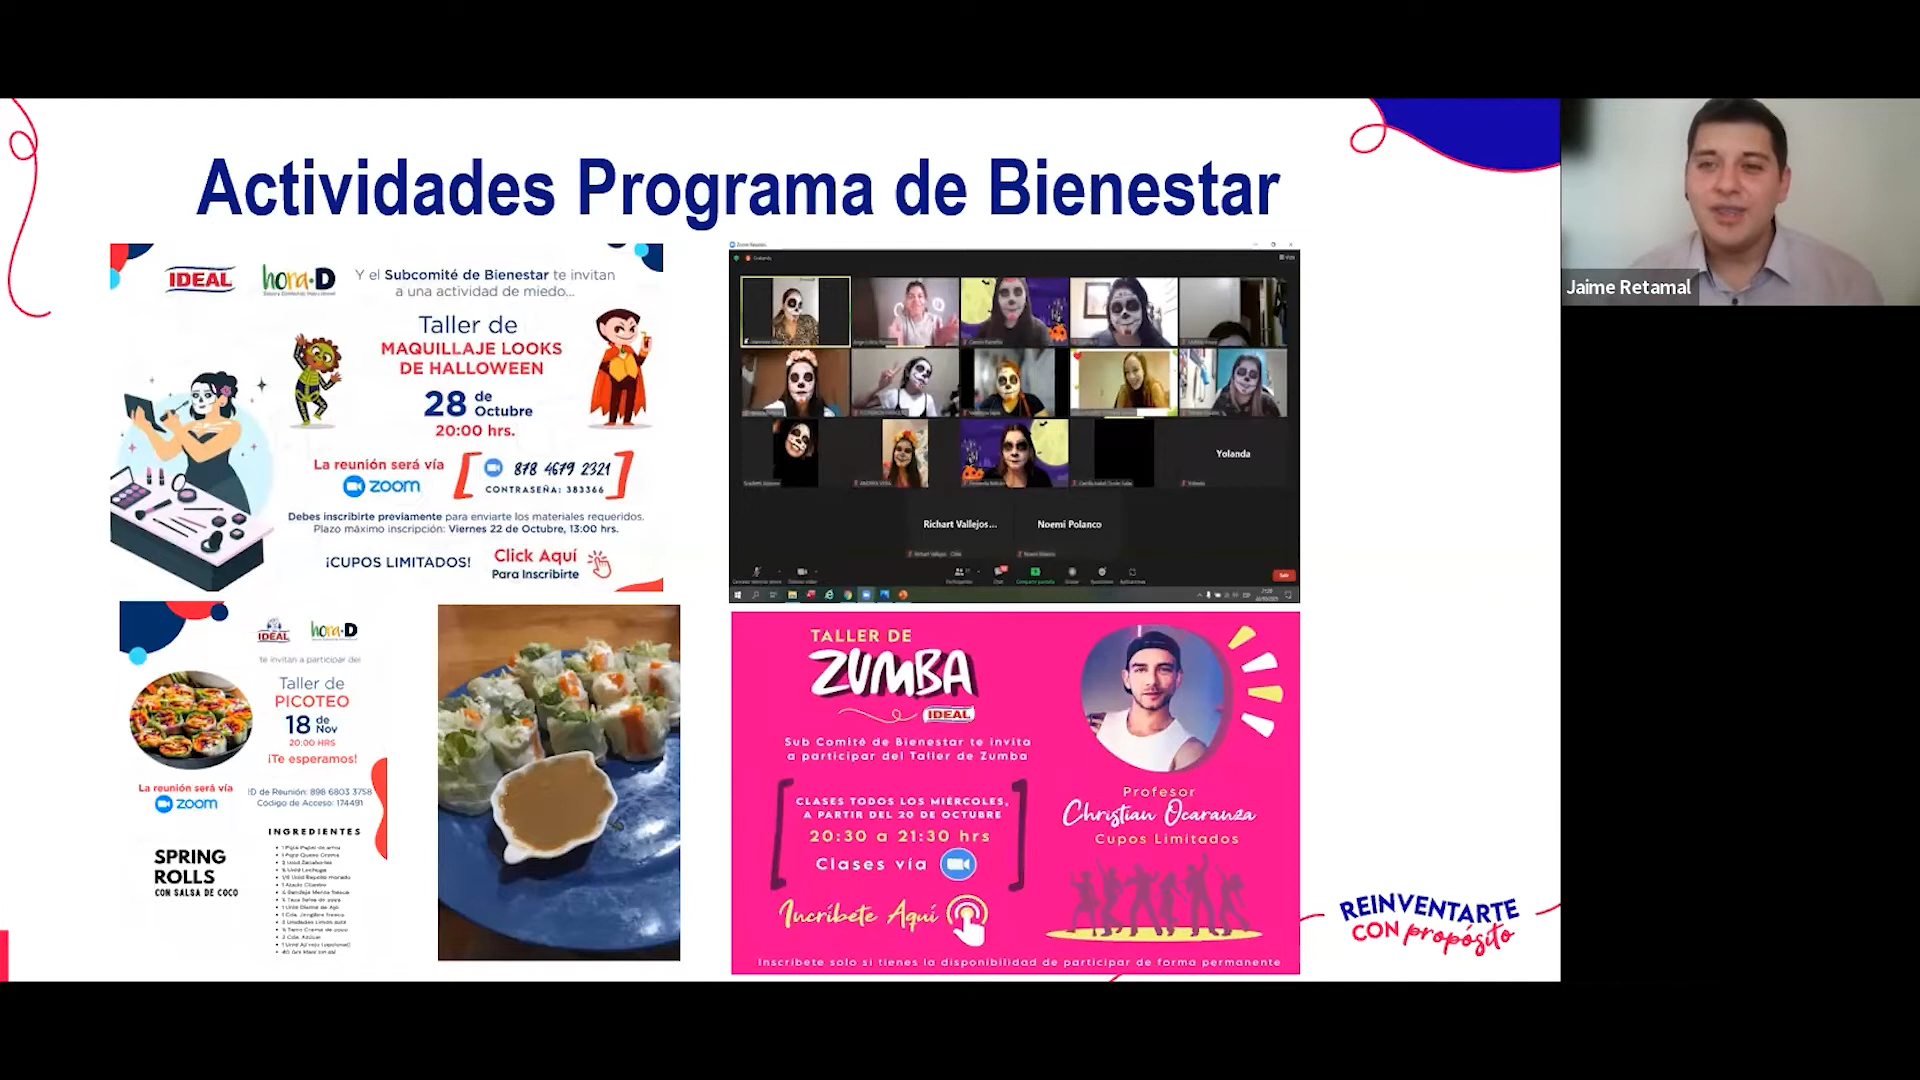 Actividades Programa de Bienestar
IDEAL
hora·D
Y el Subcomité de Bienestar te invitan
a una actividad de miedo...
Taller de
MAQUILLAJE LOOKS
DE HALLOWEEN
28 de
Octubre
20:00 hrs.
La reunión será vía
zoom
878 4679 2321
CONTRASEÑA: 383366
Debes inscribirte previamente para enviarte los materiales requeridos.
Plazo máximo inscripción: Viernes 22 de Octubre, 13:00 hrs.
¡CUPOS LIMITADOS!
Click Aquí
Para Inscribirte
Yolanda
Richart Vallejos...
Noemi Polanco
Jaime Retamal
IDEAL
hora·D
te invitan a participar del
Taller de
PICOTEO
18 de
Nov
20:00 HRS
¡Te esperamos!
La reunión será vía
zoom
ID de Reunión: 898 6803 3758
Código de Acceso: 174491
SPRING
ROLLS
CON SALSA DE COCO
INGREDIENTES
TALLER DE
ZUMBA
IDEAL
Sub Comité de Bienestar te invita
a participar del Taller de Zumba
CLASES TODOS LOS MIÉRCOLES,
A PARTIR DEL 20 DE OCTUBRE
20:30 a 21:30 hrs
Clases vía
Incríbete Aquí
Profesor
Christian Ocaranza
Cupos Limitados
Inscríbete solo si tienes la disponibilidad de participar de forma permanente
REINVENTARTE
CON propósito